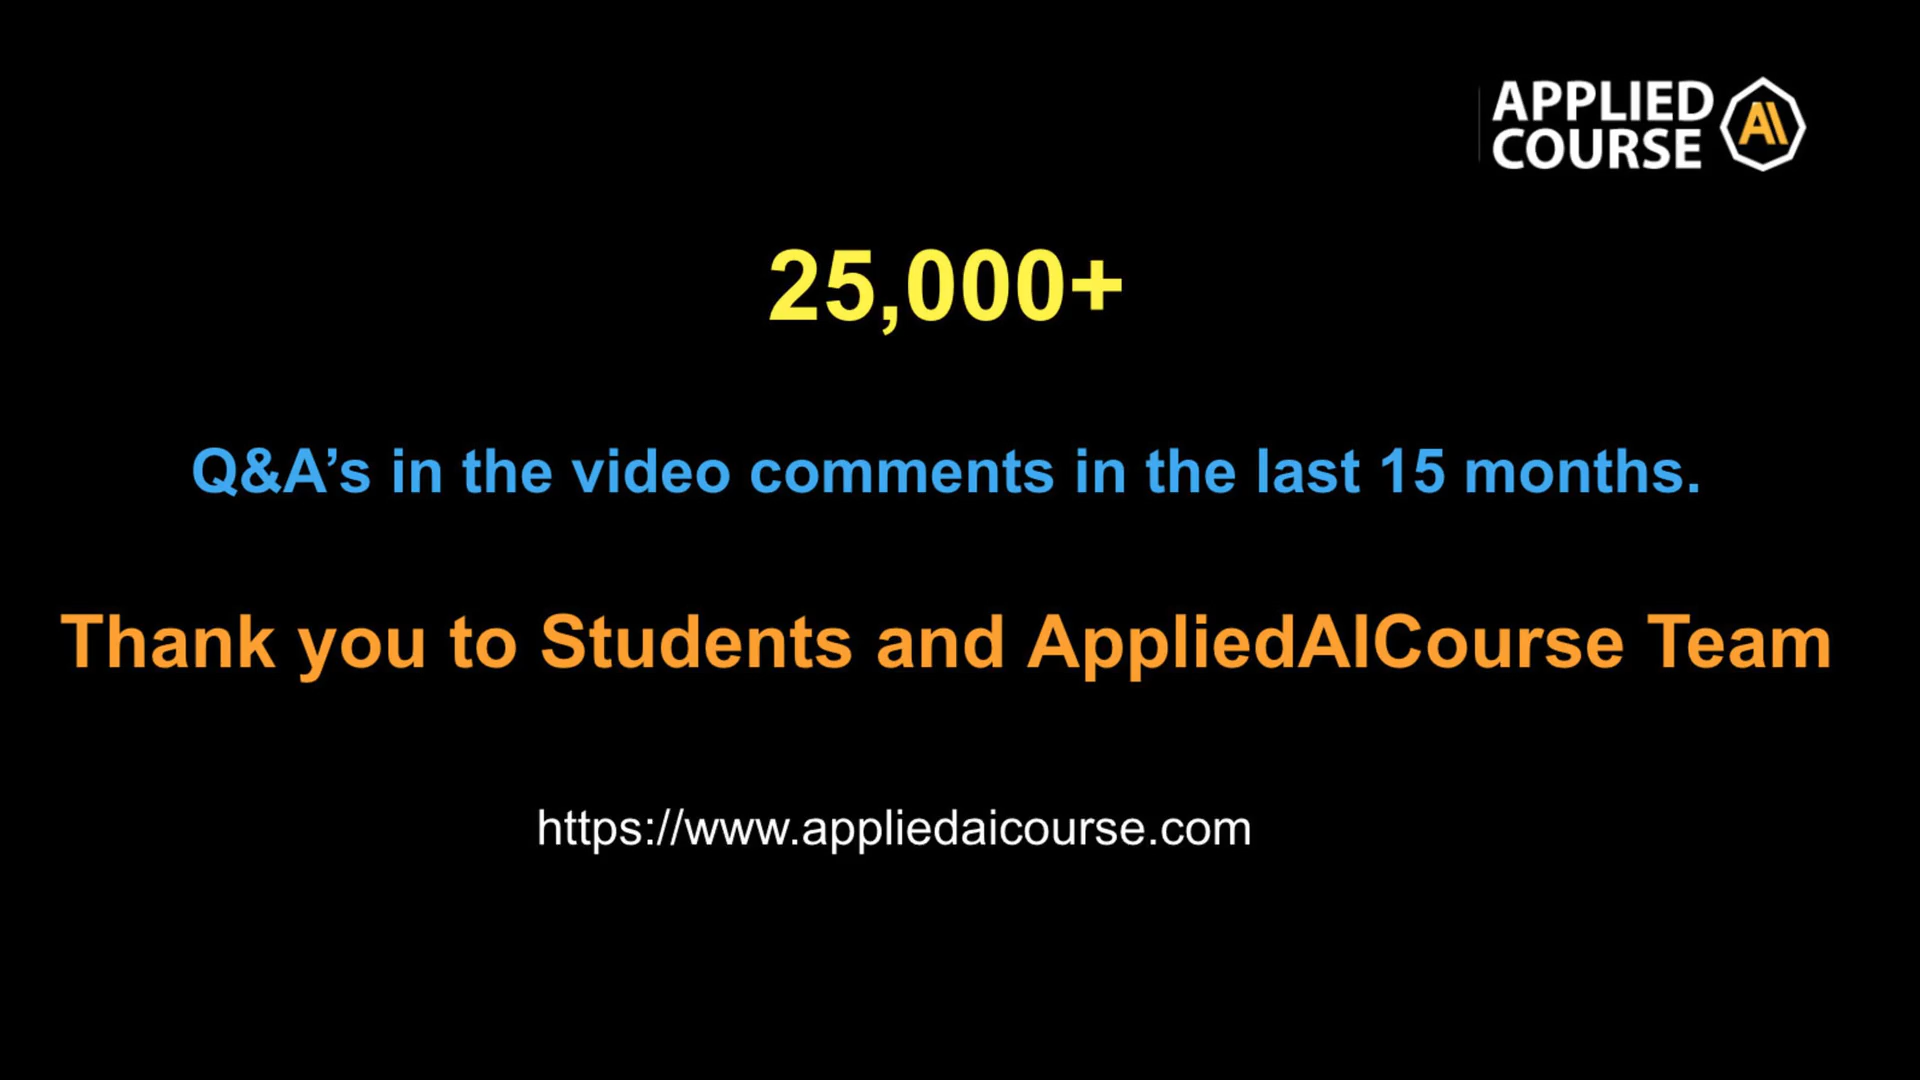 APPLIED
COURSE
AI
25,000+
Q&A’s in the video comments in the last 15 months.
Thank you to Students and AppliedAICourse Team
https://www.appliedaicourse.com